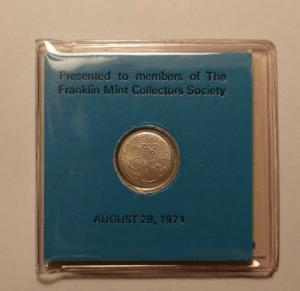 Presented to members of The
Franklin Mint Collectors Society
AUGUST 28, 1971